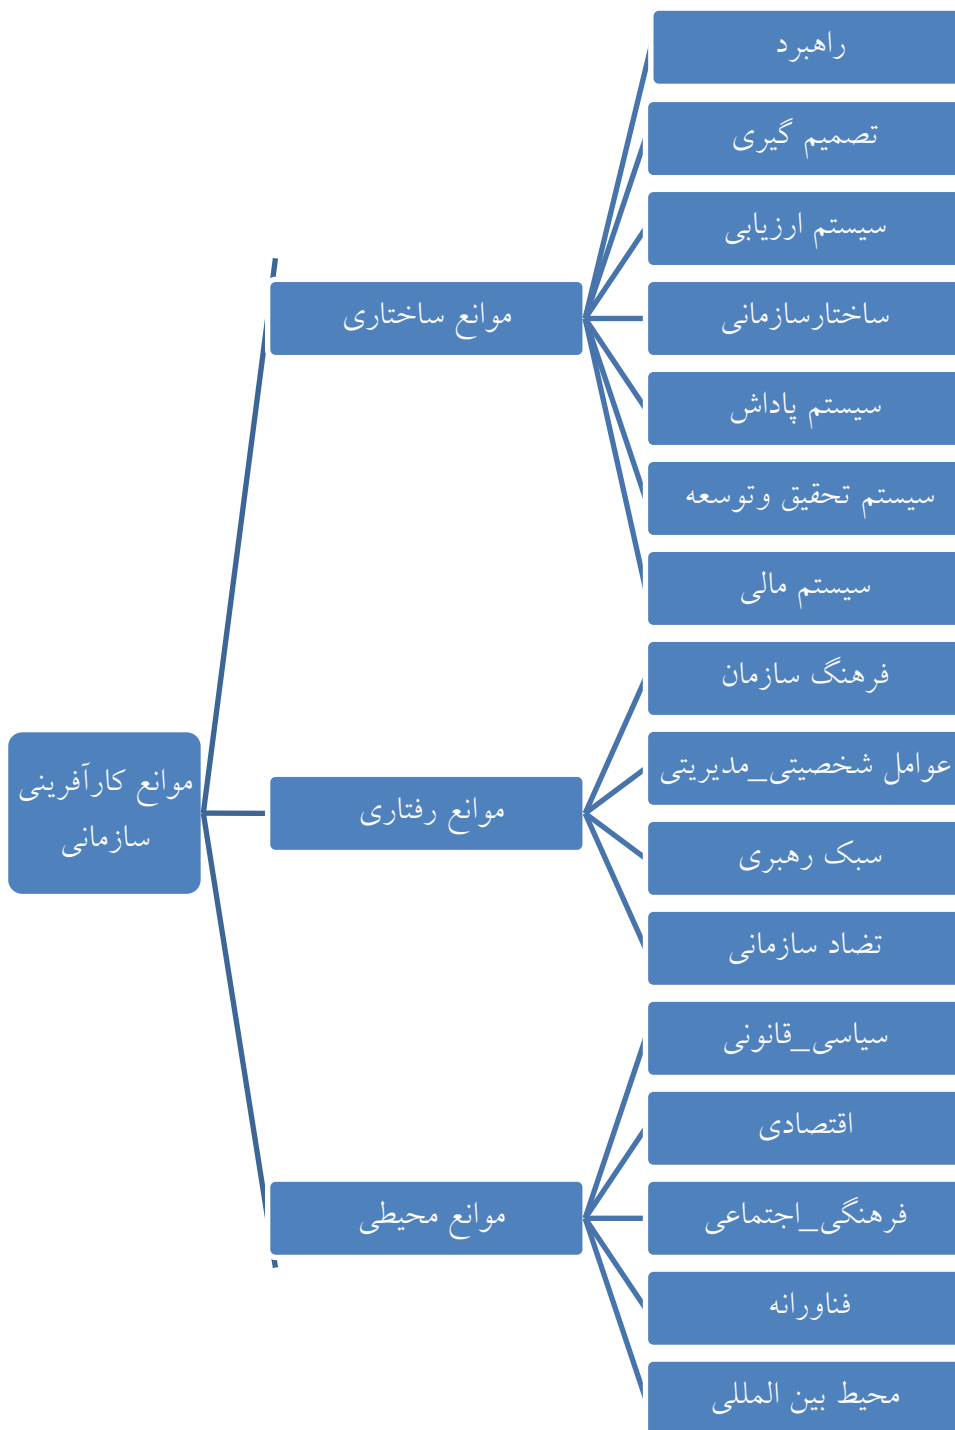 موانع کارآفرینی
سازمانی
موانع ساختاری
راهبرد
تصمیم گیری
سیستم ارزیابی
ساختارسازمانی
سیستم پاداش
سیستم تحقیق وتوسعه
سیستم مالی
موانع رفتاری
فرهنگ سازمان
عوامل شخصیتی_مدیریتی
سبک رهبری
تضاد سازمانی
موانع محیطی
سیاسی_قانونی
اقتصادی
فرهنگی_اجتماعی
فناورانه
محیط بین المللی